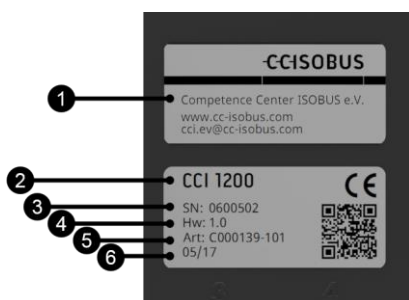 CCISOBUS
1
Competence Center ISOBUS e.V.
www.cc-isobus.com
cci.ev@cc-isobus.com
2
CCI 1200
CE
3
SN: 0600502
4
Hw: 1.0
5
Art: C000139-101
6
05/17